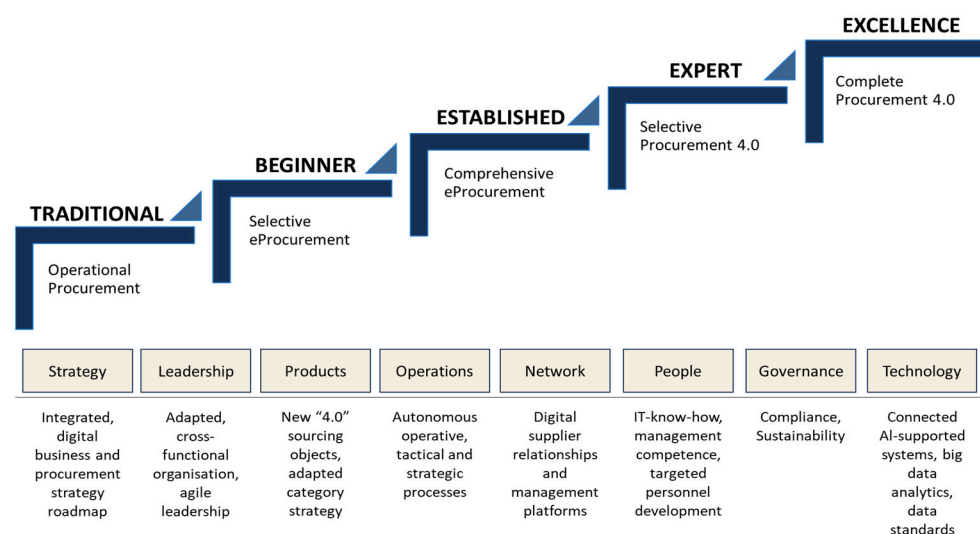 EXCELLENCE
Complete
Procurement 4.0
EXPERT
Selective
Procurement 4.0
ESTABLISHED
Comprehensive
eProcurement
BEGINNER
Selective
eProcurement
TRADITIONAL
Operational
Procurement
Strategy
Integrated,
digital
business and
procurement
strategy
roadmap
Leadership
Adapted,
cross-
functional
organisation,
agile
leadership
Products
New “4.0”
sourcing
objects,
adapted
category
strategy
Operations
Autonomous
operative,
tactical and
strategic
processes
Network
Digital
supplier
relationships
and
management
platforms
People
IT-know-how,
management
competence,
targeted
personnel
development
Governance
Compliance,
Sustainability
Technology
Connected
AI-supported
systems, big
data
analytics,
data
standards